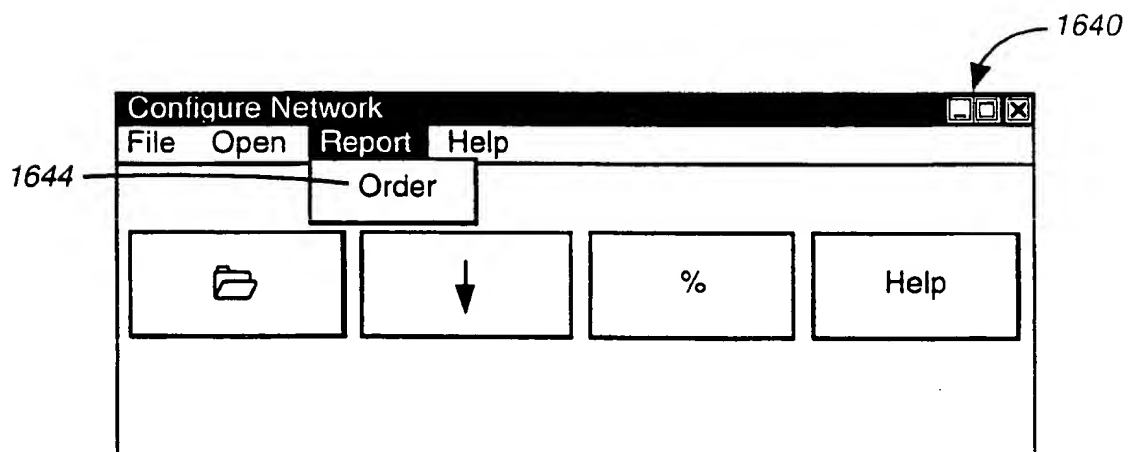 1640
Configure Network
File Open Report Help
1644 Order
% Help